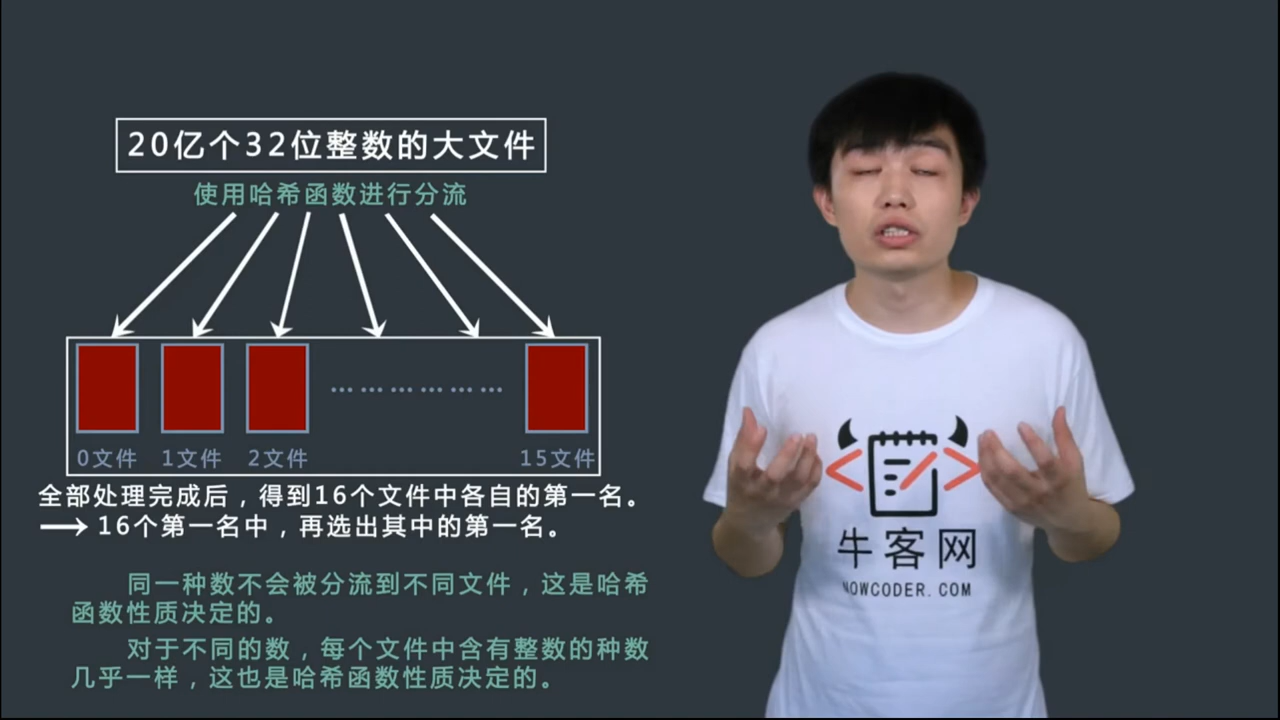 20亿个32位整数的大文件
使用哈希函数进行分流
0文件 1文件 2文件 ……………… 15文件
全部处理完成后，得到16个文件中各自的第一名。
→ 16个第一名中，再选出其中的第一名。
同一种数不会被分流到不同文件，这是哈希
函数性质决定的。
对于不同的数，每个文件中含有整数的种数
几乎一样，这也是哈希函数性质决定的。
牛客网
NOWCODER.COM